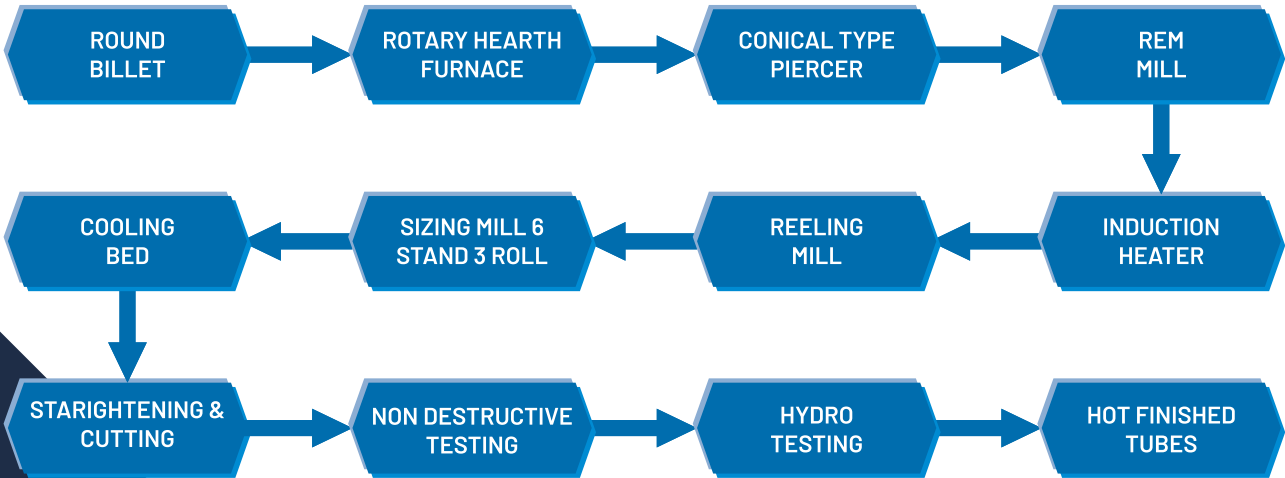 ROUND
BILLET
ROTARY HEARTH
FURNACE
CONICAL TYPE
PIERCER
REM
MILL
INDUCTION
HEATER
REELING
MILL
SIZING MILL 6
STAND 3 ROLL
COOLING
BED
STARIGHTENING &
CUTTING
NON DESTRUCTIVE
TESTING
HYDRO
TESTING
HOT FINISHED
TUBES